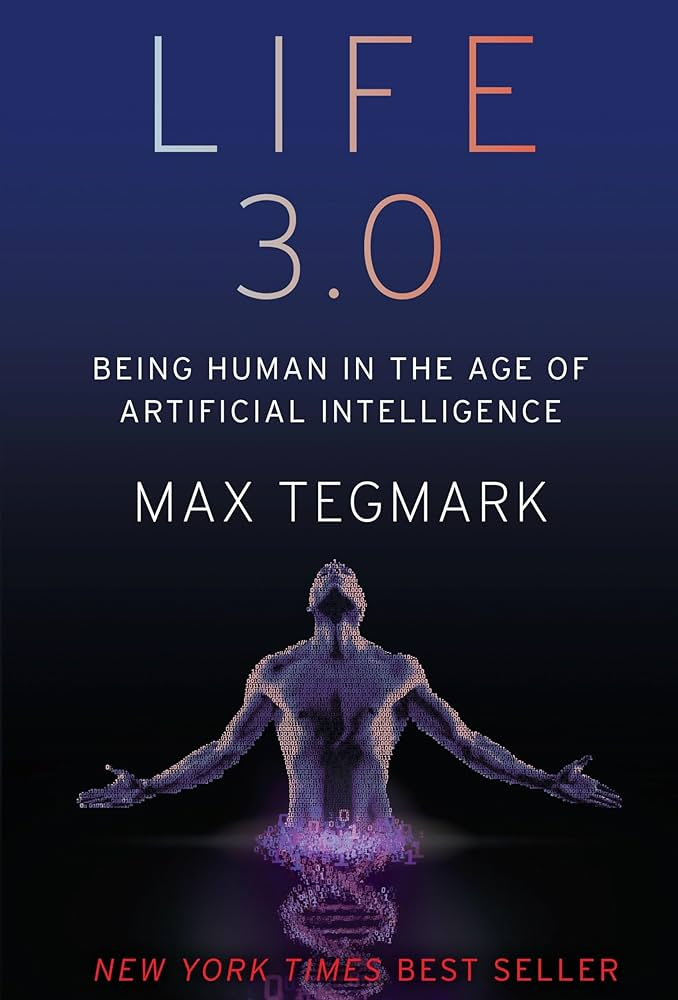 LIFE
3.0
BEING HUMAN IN THE AGE OF
ARTIFICIAL INTELLIGENCE
MAX TEGMARK
NEW YORK TIMES BEST SELLER